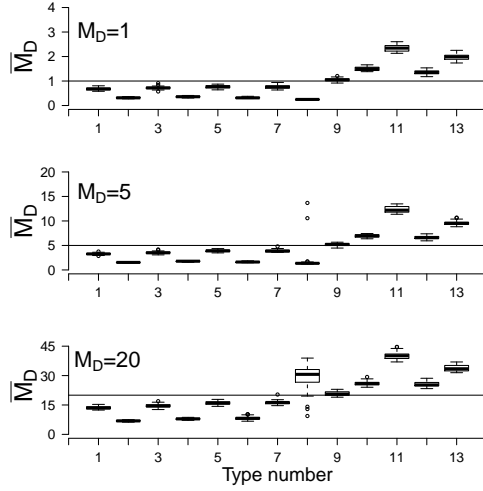 M̅_D
M_D=1
4
3
2
1
0
1 3 5 7 9 11 13
M̅_D
M_D=5
20
15
10
5
0
1 3 5 7 9 11 13
M̅_D
M_D=20
45
30
15
0
1 3 5 7 9 11 13
Type number